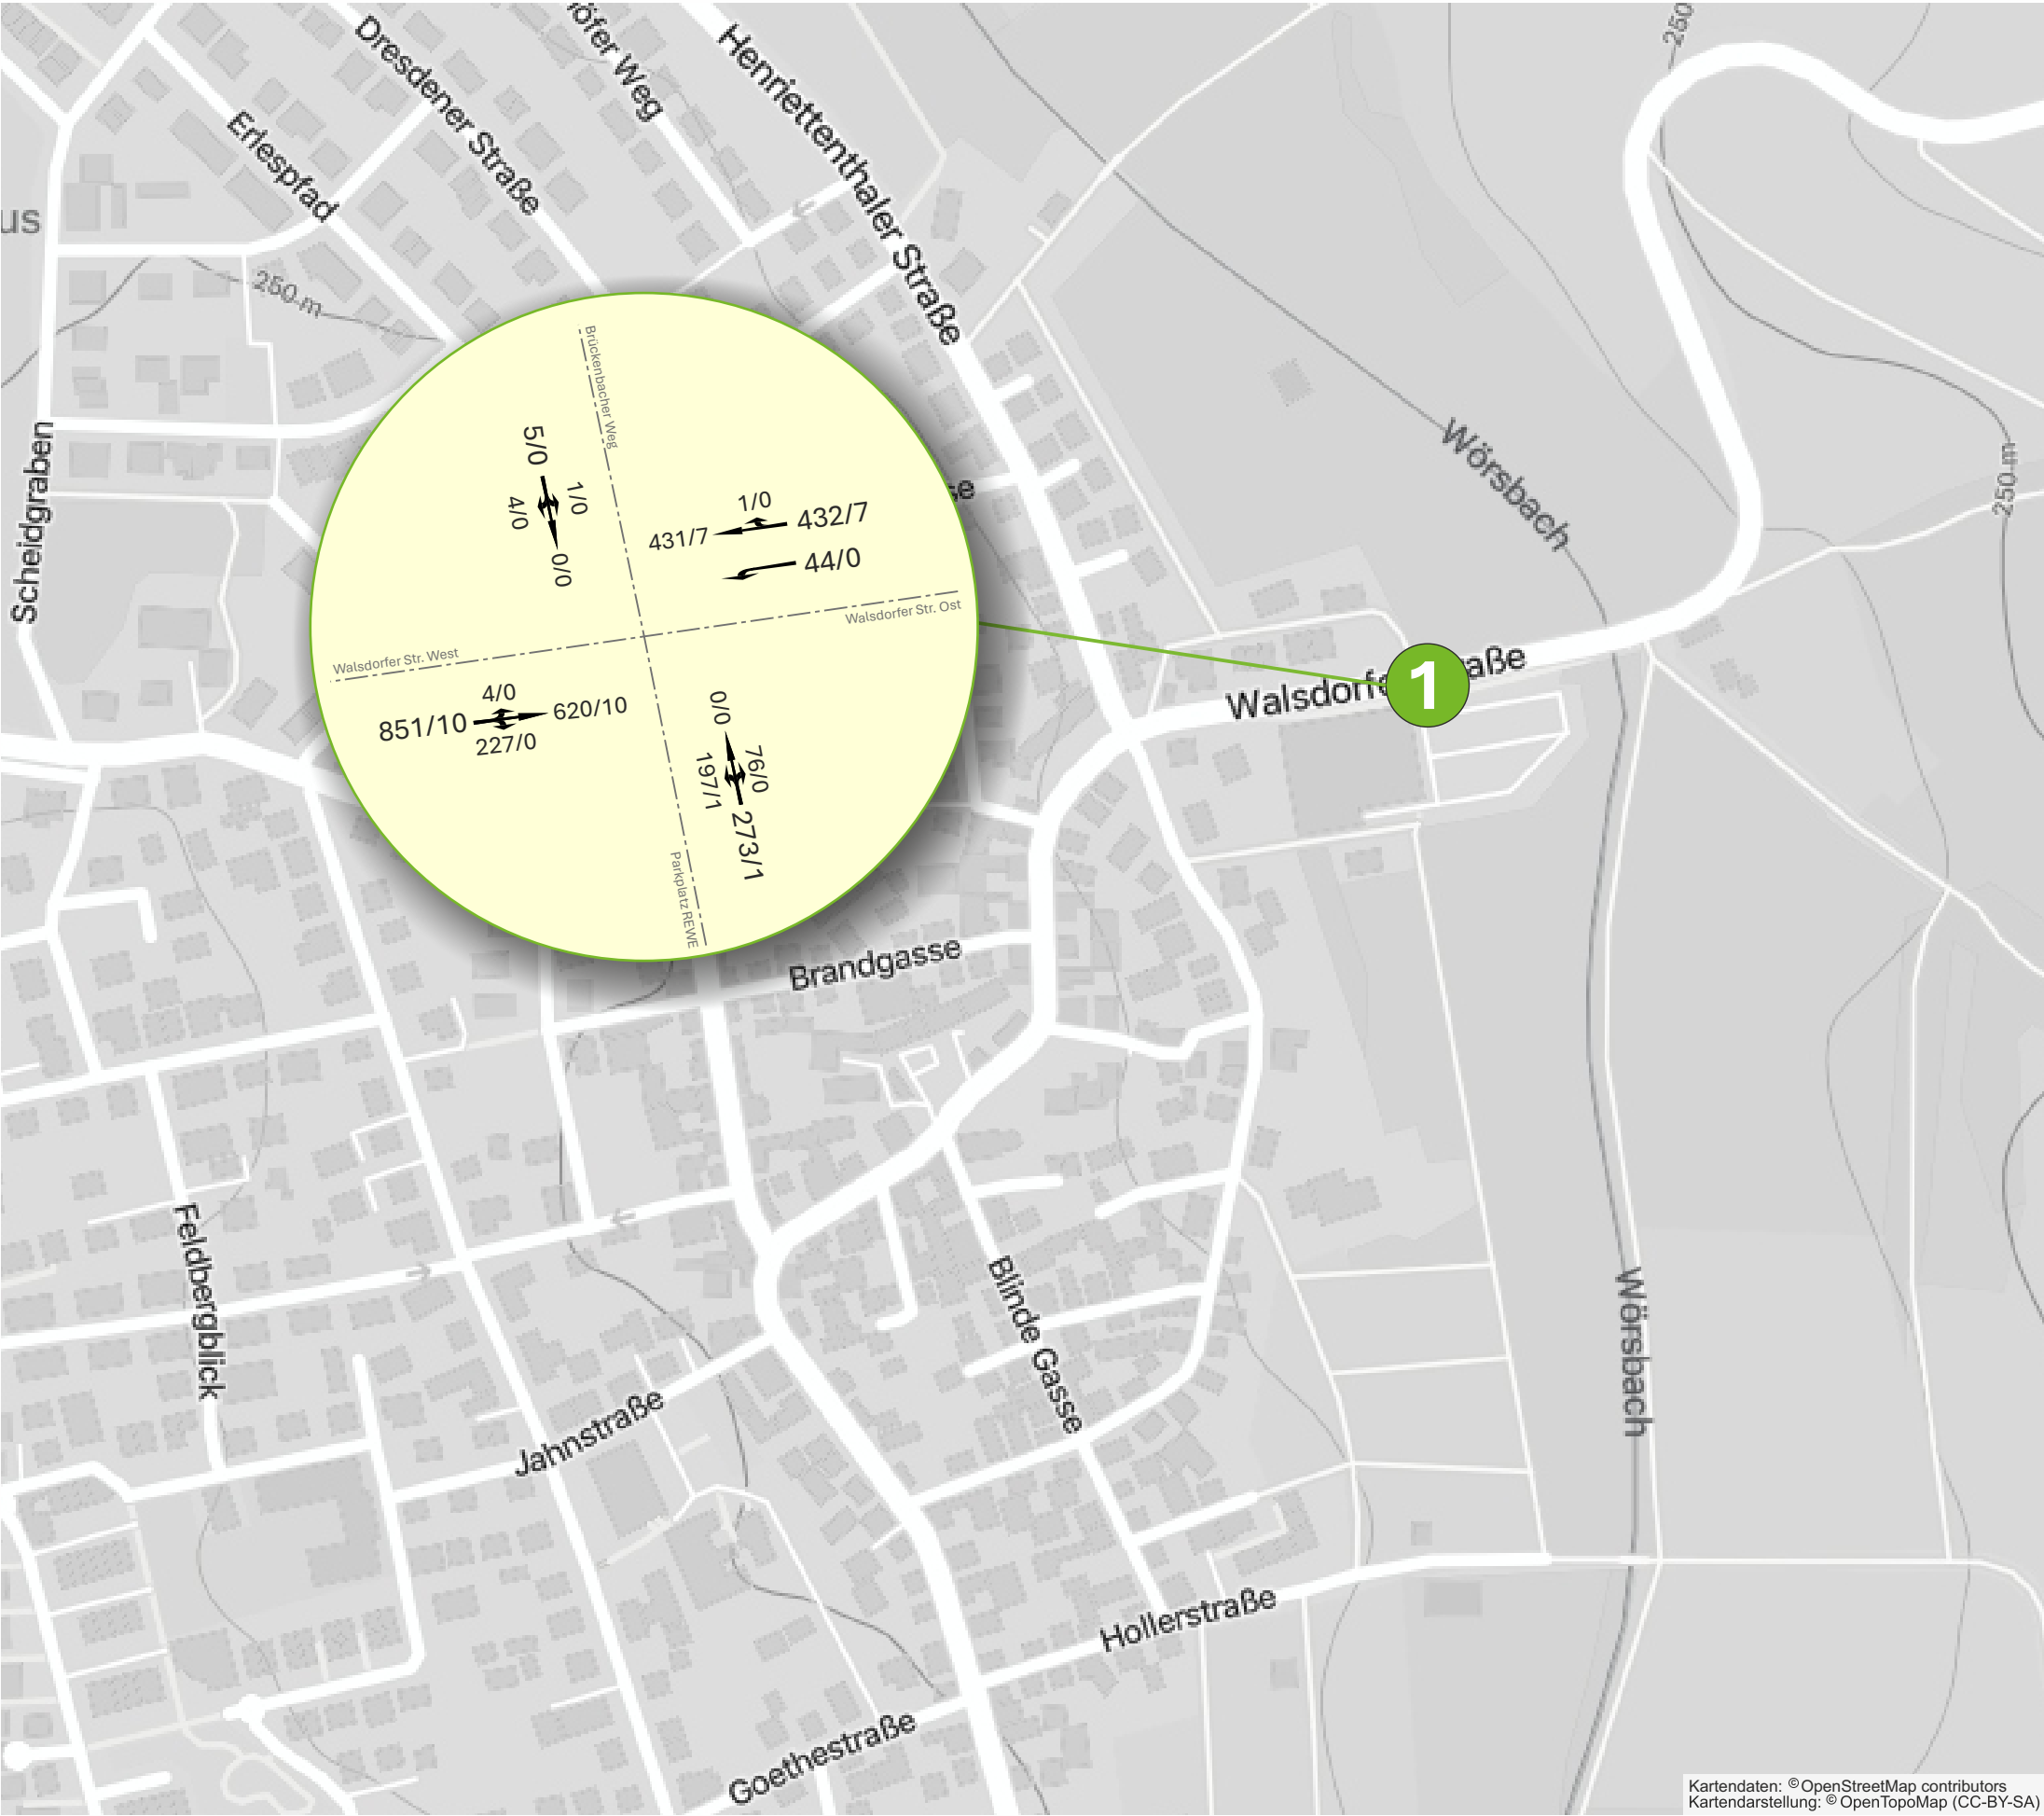 Dresdener Straße
öfer Weg
Henriettenthaler Straße
250
Erlespfad
us
250 m
Scheidgraben
Brückenbacher Weg
5/0
4/0
1/0
0/0
1/0
431/7
432/7
44/0
Walsdorfer Str. Ost
Walsdorfer Str. West
4/0
851/10
620/10
227/0
0/0
197/1
76/0
273/1
Parkplatz REWE
se
Wörsbach
250 m
Walsdorfe
1
aße
Brandgasse
Feldbergblick
Blinde Gasse
Wörsbach
Jahnstraße
Hollerstraße
Goethestraße
Kartendaten: ©OpenStreetMap contributors
Kartendarstellung: © OpenTopoMap (CC-BY-SA)